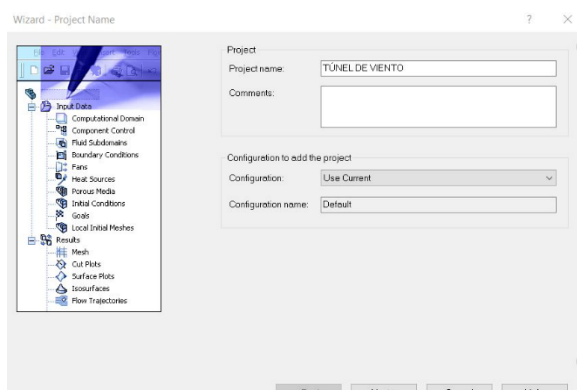 Wizard - Project Name
?
Input Data
Computational Domain
Component Control
Fluid Subdomains
Boundary Conditions
Fans
Heat Sources
Porous Media
Initial Conditions
Goals
Local Initial Meshes
Results
Mesh
Cut Plots
Surface Plots
Isosurfaces
Flow Trajectories
Project
Project name: TÚNEL DE VIENTO
Comments:
Configuration to add the project
Configuration: Use Current
Configuration name: Default